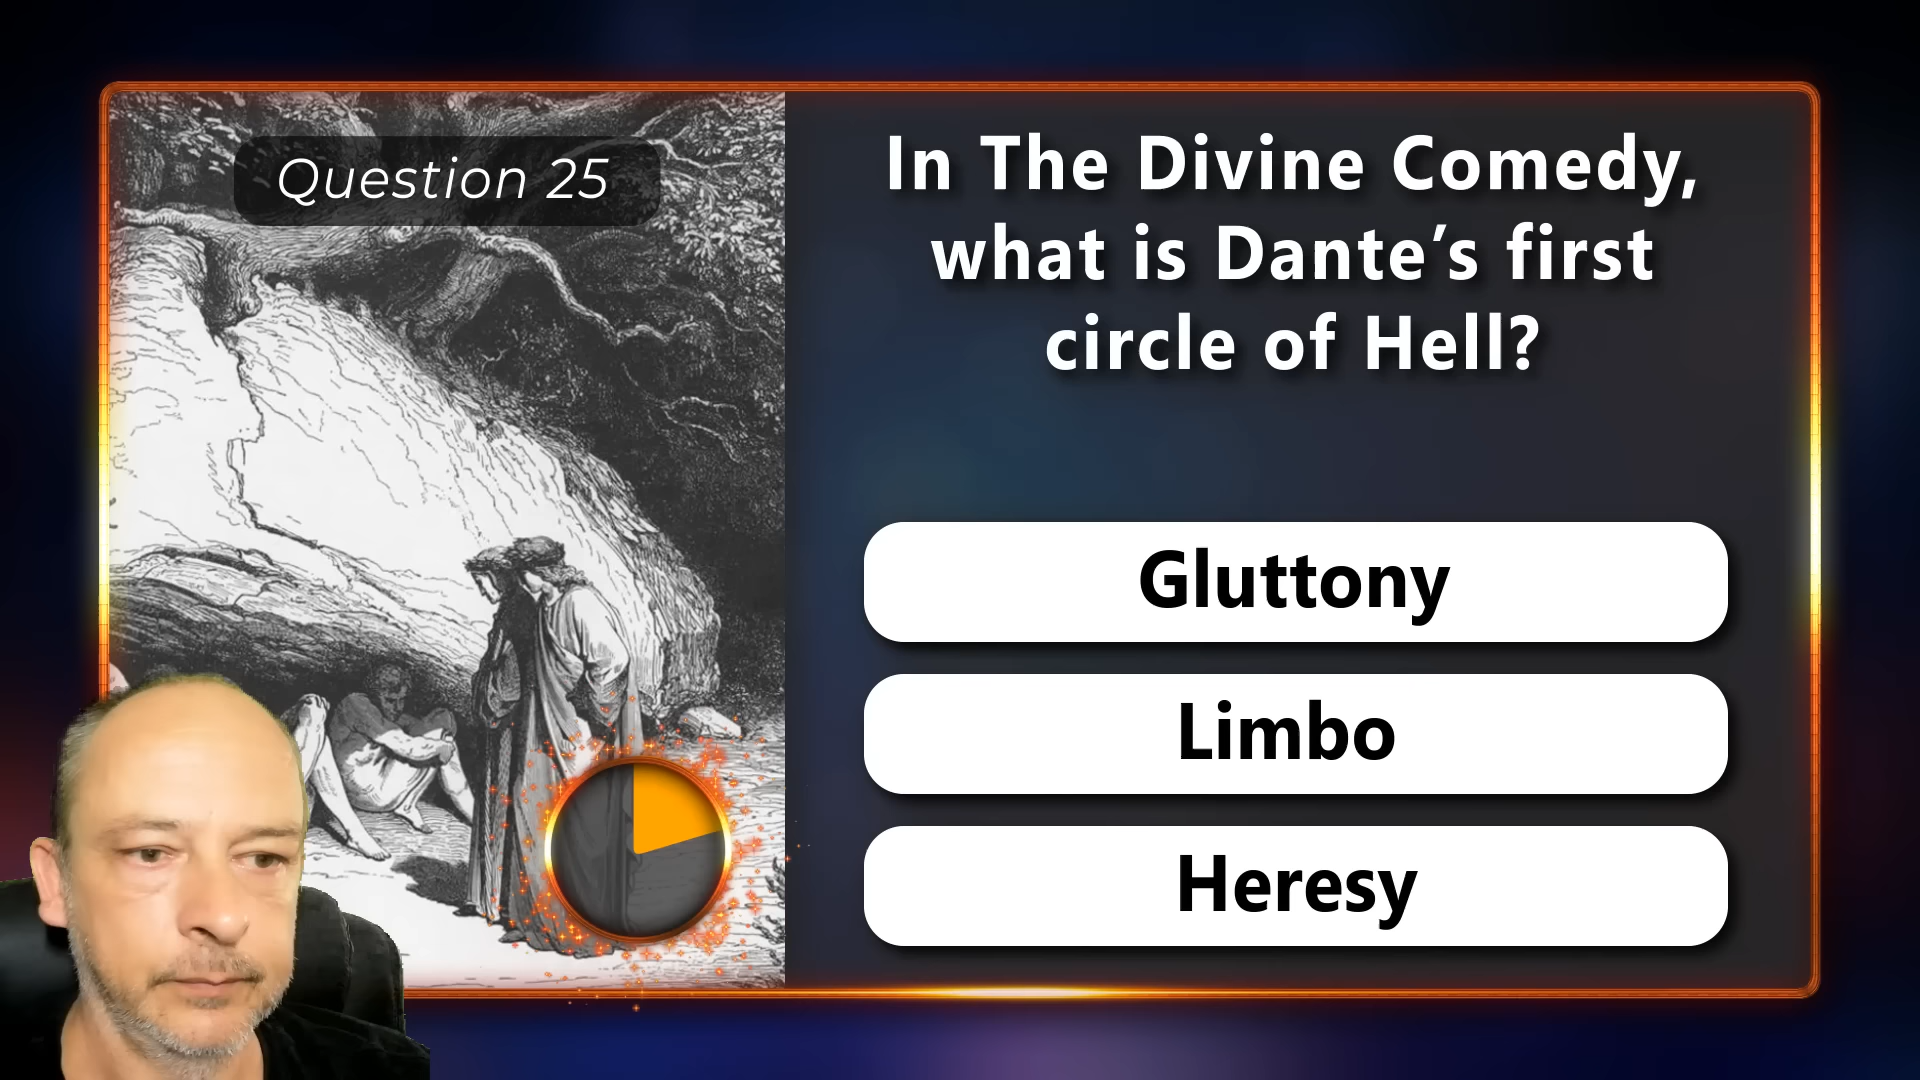 Question 25
In The Divine Comedy,
what is Dante’s first
circle of Hell?
Gluttony
Limbo
Heresy